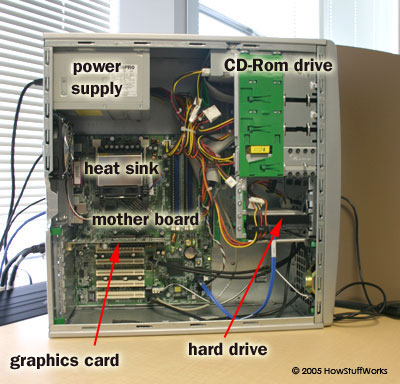 power
supply
CD-Rom drive
heat sink
mother board
graphics card
hard drive
© 2005 HowStuffWorks